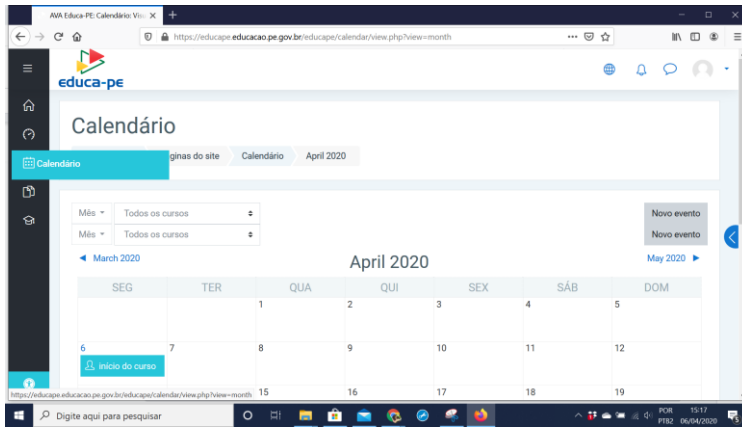 AVA Educa-PE: Calendário: Vis
https://educape.educacao.pe.gov.br/educape/calendar/view.php?view=month
educa-pe
Calendário
Calendário
ginas do site Calendário April 2020
Mês Todos os cursos Novo evento
Mês Todos os cursos Novo evento
March 2020 April 2020 May 2020
SEG TER QUA QUI SEX SÁB DOM
1 2 3 4 5
6 7 8 9 10 11 12
início do curso
https://educape.educacao.pe.gov.br/educape/calendar/view.php?view=month 15 16 17 18 19
Digite aqui para pesquisar
POR 15:17
PTB2 06/04/2020